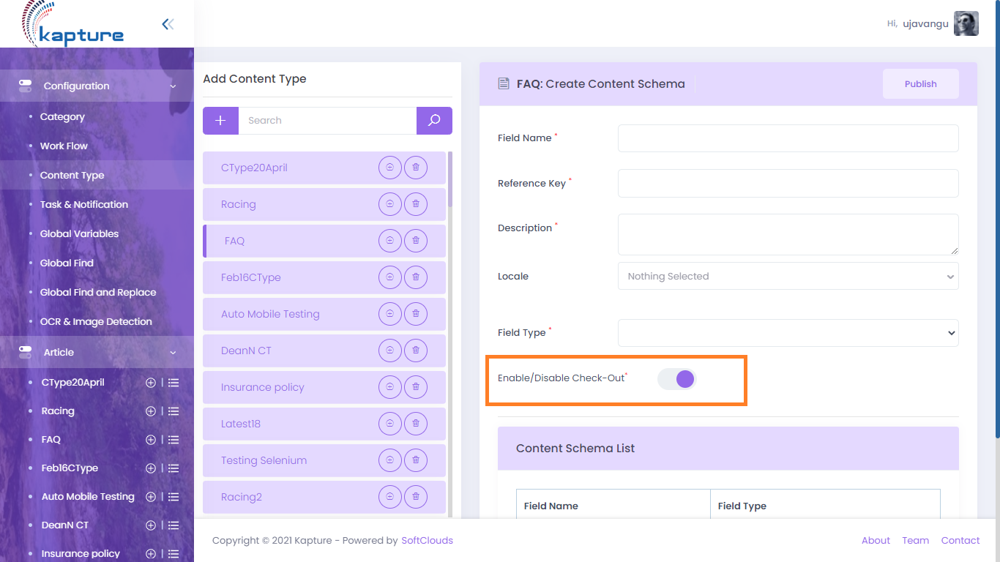 kapture
Hi, ujavangu
Configuration
Category
Work Flow
Content Type
Task & Notification
Global Variables
Global Find
Global Find and Replace
OCR & Image Detection
Article
CType20April
Racing
FAQ
Feb16CType
Auto Mobile Testing
DeanN CT
Insurance policy
Add Content Type
Search
CType20April
Racing
FAQ
Feb16CType
Auto Mobile Testing
DeanN CT
Insurance policy
Latest18
Testing Selenium
Racing2
FAQ: Create Content Schema
Publish
Field Name *
Reference Key *
Description *
Locale
Nothing Selected
Field Type *
Enable/Disable Check-Out*
Content Schema List
Field Name Field Type
Copyright © 2021 Kapture - Powered by SoftClouds
About Team Contact